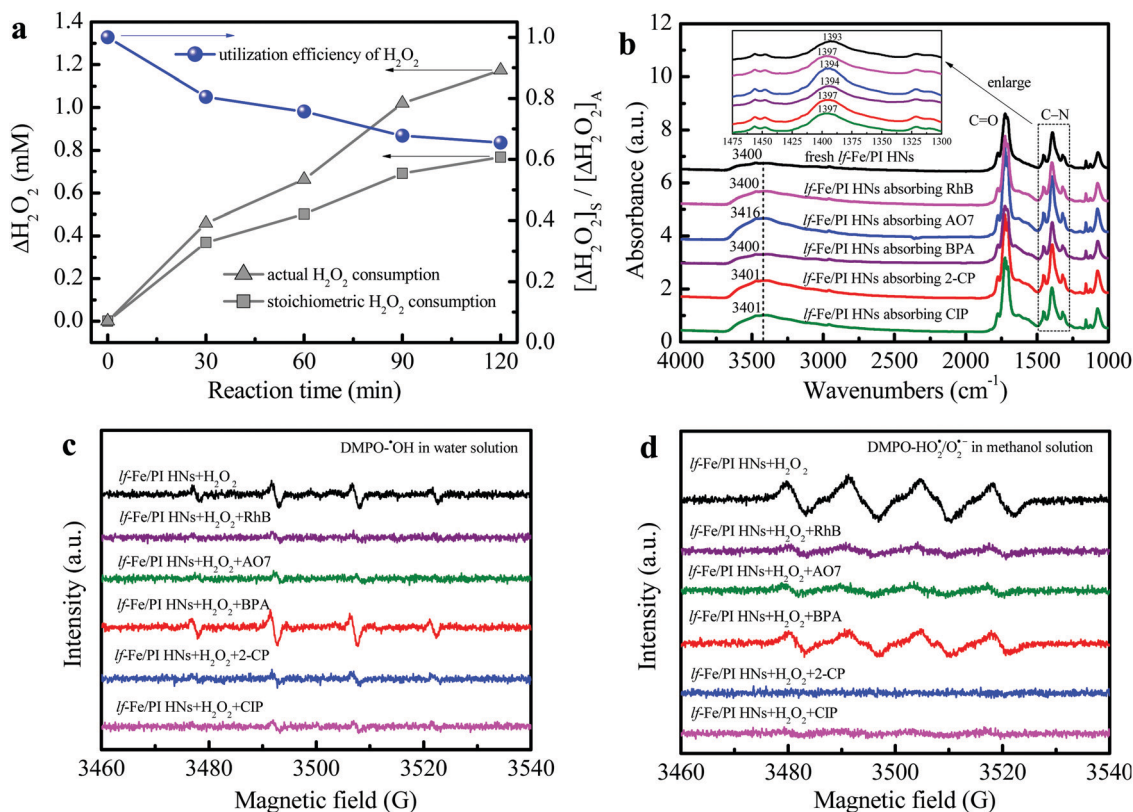 a
utilization efficiency of H₂O₂
actual H₂O₂ consumption
stoichiometric H₂O₂ consumption
ΔH₂O₂ (mM)
1.4
1.2
1.0
0.8
0.6
0.4
0.2
0.0
[ΔH₂O₂]S / [ΔH₂O₂]A
1.0
0.8
0.6
0.4
0.2
0.0
0 30 60 90 120
Reaction time (min)
b
Absorbance (a.u.)
12
10
8
6
4
2
0
1393
1397
1394
1394
1397
1397
1475 1450 1425 1400 1375 1350 1325 1300
enlarge
C=O
C–N
fresh lf-Fe/PI HNs
3400
lf-Fe/PI HNs absorbing RhB
3400
lf-Fe/PI HNs absorbing AO7
3416
lf-Fe/PI HNs absorbing BPA
3400
lf-Fe/PI HNs absorbing 2-CP
3401
lf-Fe/PI HNs absorbing CIP
3401
4000 3500 3000 2500 2000 1500 1000
Wavenumbers (cm⁻¹)
c
DMPO-•OH in water solution
lf-Fe/PI HNs+H₂O₂
lf-Fe/PI HNs+H₂O₂+RhB
lf-Fe/PI HNs+H₂O₂+AO7
lf-Fe/PI HNs+H₂O₂+BPA
lf-Fe/PI HNs+H₂O₂+2-CP
lf-Fe/PI HNs+H₂O₂+CIP
Intensity (a.u.)
3460 3480 3500 3520 3540
Magnetic field (G)
d
DMPO-HO₂•/O₂•⁻ in methanol solution
lf-Fe/PI HNs+H₂O₂
lf-Fe/PI HNs+H₂O₂+RhB
lf-Fe/PI HNs+H₂O₂+AO7
lf-Fe/PI HNs+H₂O₂+BPA
lf-Fe/PI HNs+H₂O₂+2-CP
lf-Fe/PI HNs+H₂O₂+CIP
Intensity (a.u.)
3460 3480 3500 3520 3540
Magnetic field (G)